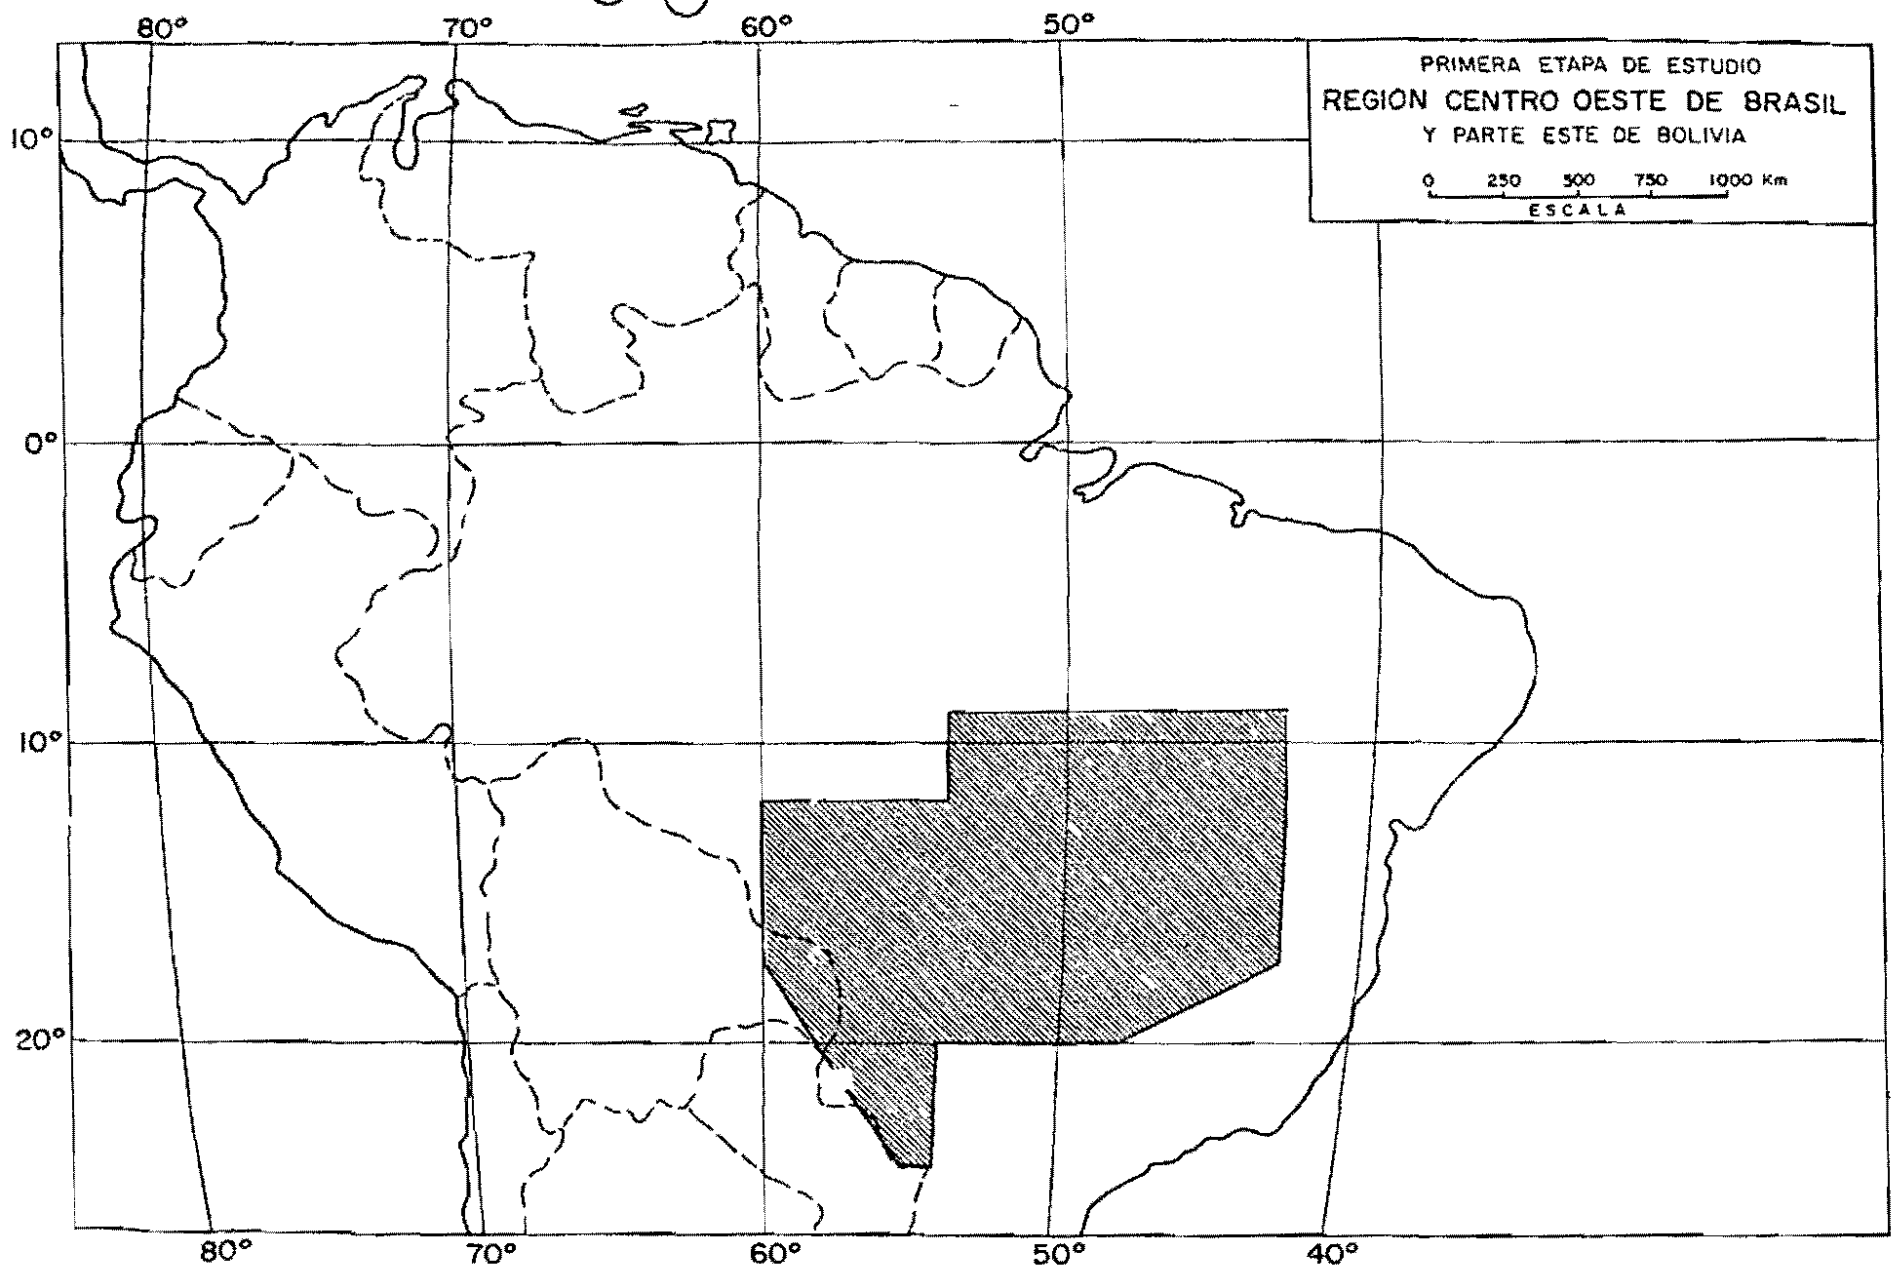 80° 70° 60° 50°
PRIMERA ETAPA DE ESTUDIO
REGION CENTRO OESTE DE BRASIL
Y PARTE ESTE DE BOLIVIA
0 250 500 750 1000 Km
ESCALA
10°
0°
10°
20°
80° 70° 60° 50° 40°